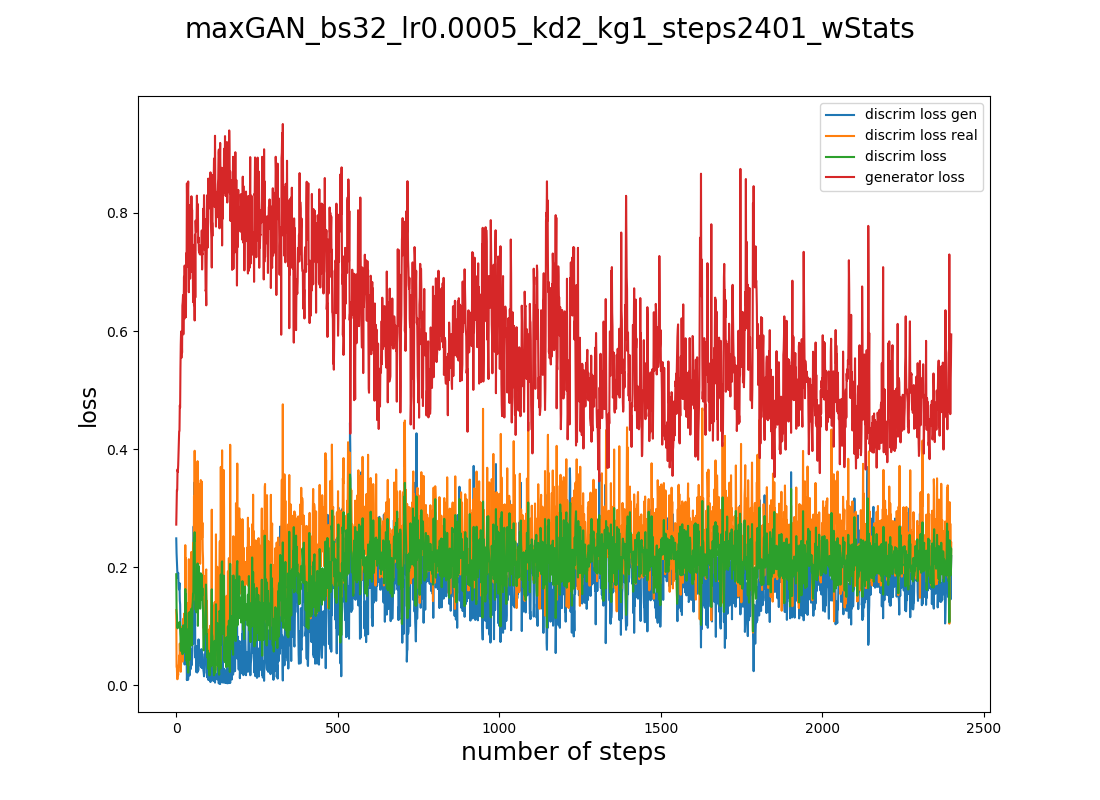 maxGAN_bs32_lr0.0005_kd2_kg1_steps2401_wStats
discrim loss gen
discrim loss real
discrim loss
generator loss
loss
0.8
0.6
0.4
0.2
0.0
0
500
1000
1500
2000
2500
number of steps